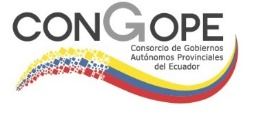 CONGOPE
Consorcio de Gobiernos
Autónomos Provinciales
del Ecuador